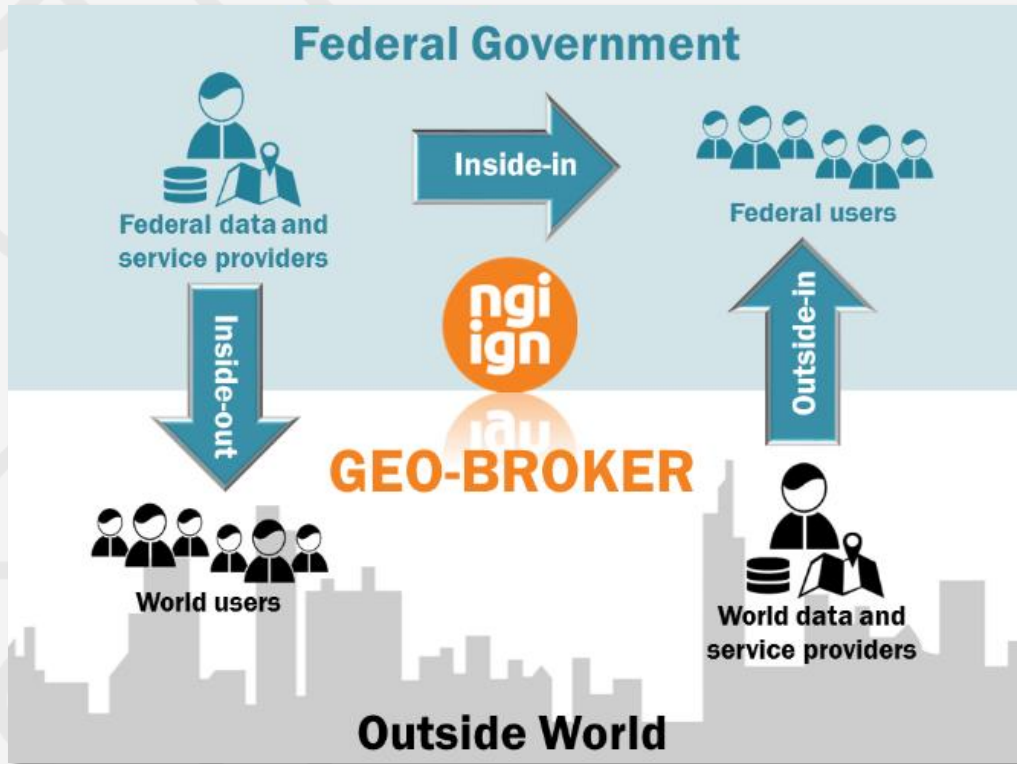 Federal Government
Inside-in
Federal data and
service providers
Federal users
Inside-out
ngi
ign
Outside-in
GEO-BROKER
World users
World data and
service providers
Outside World